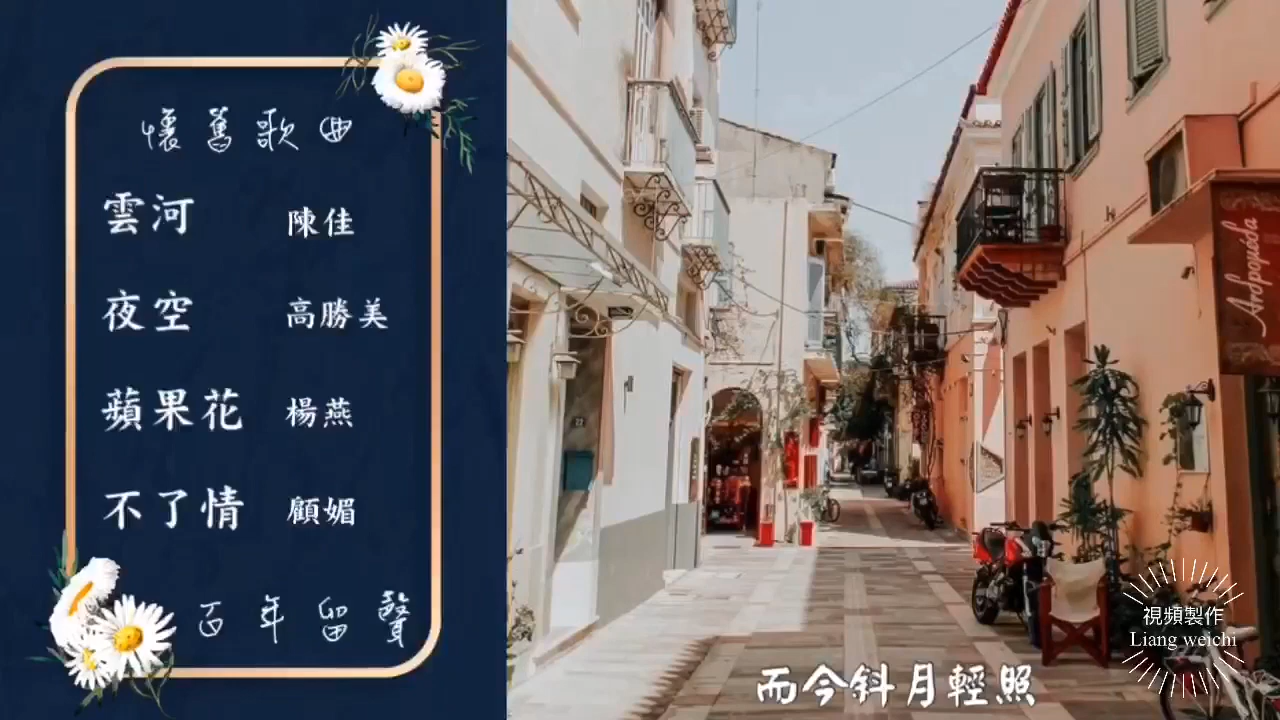 懷舊歌曲
雲河 陳佳
夜空 高勝美
蘋果花 楊燕
不了情 顧媚
百年留聲
Ανδρομέδα
22
視頻製作
Liang weichi
而今斜月輕照